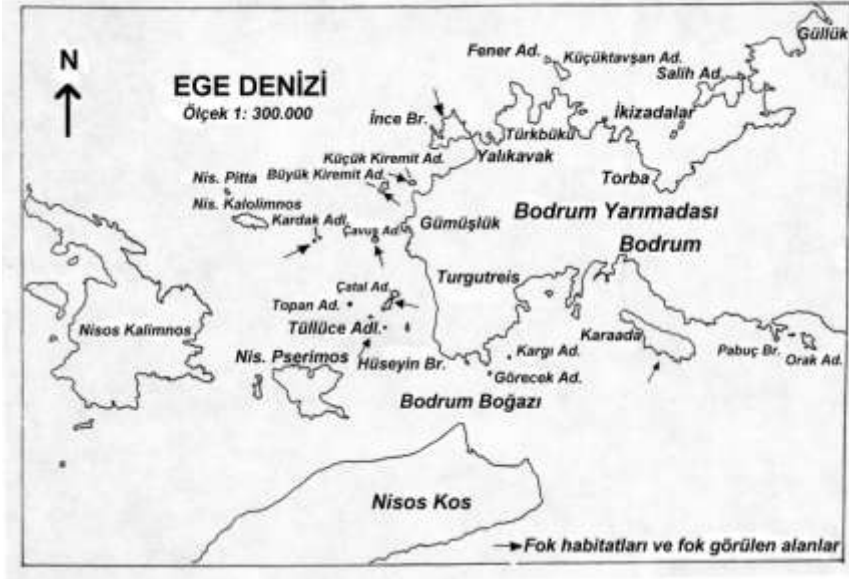 Güllük
Fener Ad.
Küçüktavşan Ad.
Salih Ad.
N
EGE DENİZİ
Ölçek 1: 300.000
İnce Br.
İkizadalar
Türkbükü
Yalıkavak
Küçük Kiremit Ad.
Büyük Kiremit Ad.
Nis. Pitta
Torba
Nis. Kalolimnos
Kardak Adl.
Çavuş Ad.
Gümüşlük
Bodrum Yarımadası
Bodrum
Turgutreis
Çatal Ad.
Topan Ad.
Tüllüce Adl.
Nisos Kalimnos
Karaada
Nis. Pserimos
Hüseyin Br.
Kargı Ad.
Pabuç Br.
Orak Ad.
Görecek Ad.
Bodrum Boğazı
Nisos Kos
Fok habitatları ve fok görülen alanlar